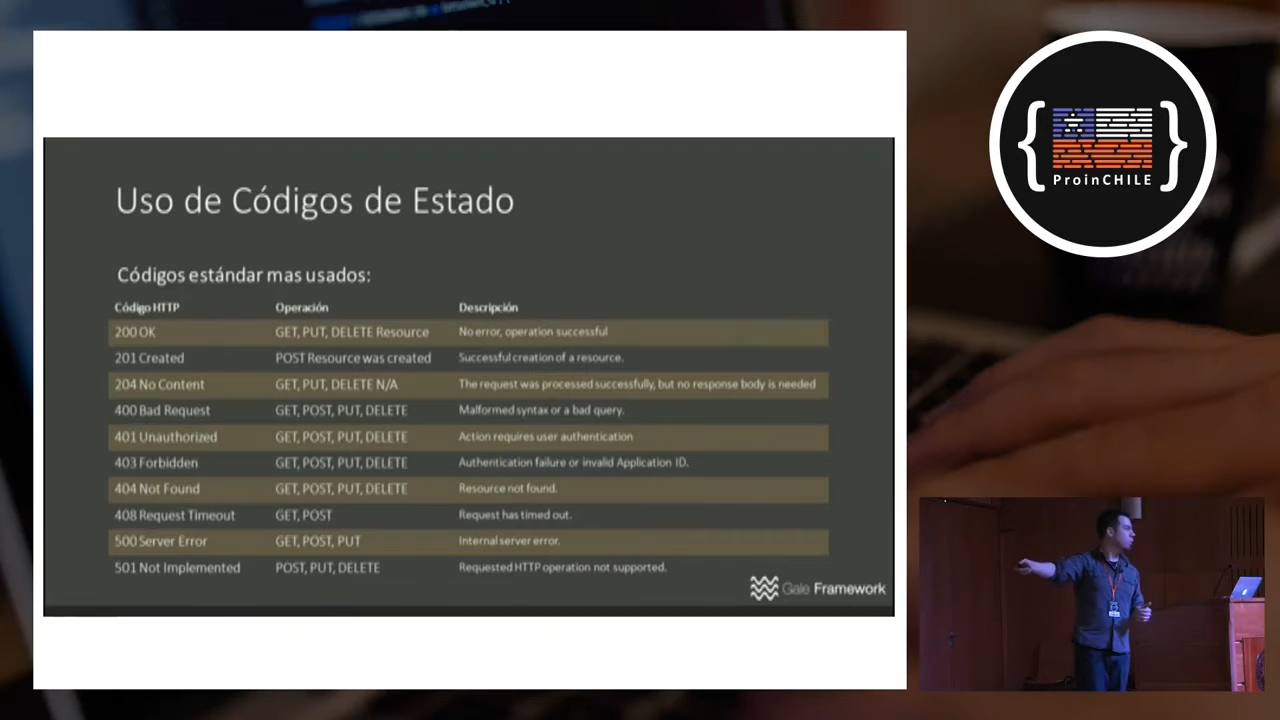 ProinCHILE
Uso de Códigos de Estado
Códigos estándar mas usados:
Código HTTP Operación Descripción
200 OK GET, PUT, DELETE Resource No error, operation successful
201 Created POST Resource was created Successful creation of a resource.
204 No Content GET, PUT, DELETE N/A The request was processed successfully, but no response body is needed
400 Bad Request GET, POST, PUT, DELETE Malformed syntax or a bad query.
401 Unauthorized GET, POST, PUT, DELETE Action requires user authentication
403 Forbidden GET, POST, PUT, DELETE Authentication failure or invalid Application ID.
404 Not Found GET, POST, PUT, DELETE Resource not found.
408 Request Timeout GET, POST Request has timed out.
500 Server Error GET, POST, PUT Internal server error.
501 Not Implemented POST, PUT, DELETE Requested HTTP operation not supported.
Gale Framework